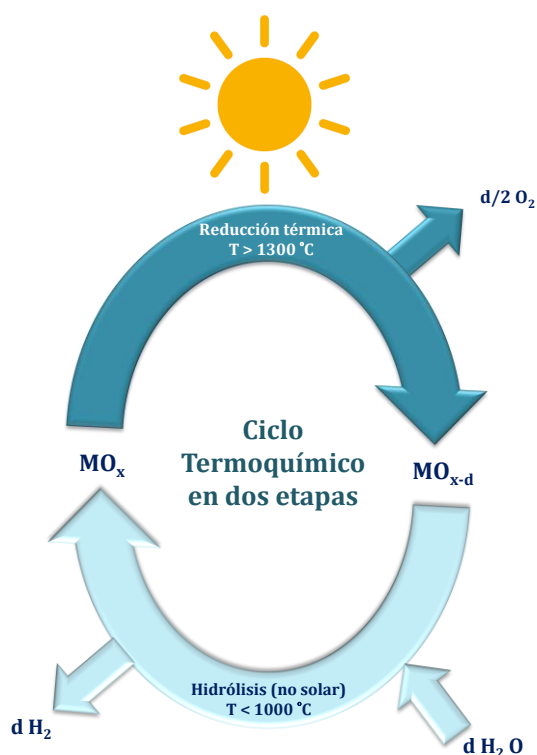 d/2 O₂
Reducción térmica
T > 1300 °C
Ciclo
Termoquímico
en dos etapas
MOₓ
MOₓ₋d
Hidrólisis (no solar)
T < 1000 °C
d H₂
d H₂ O